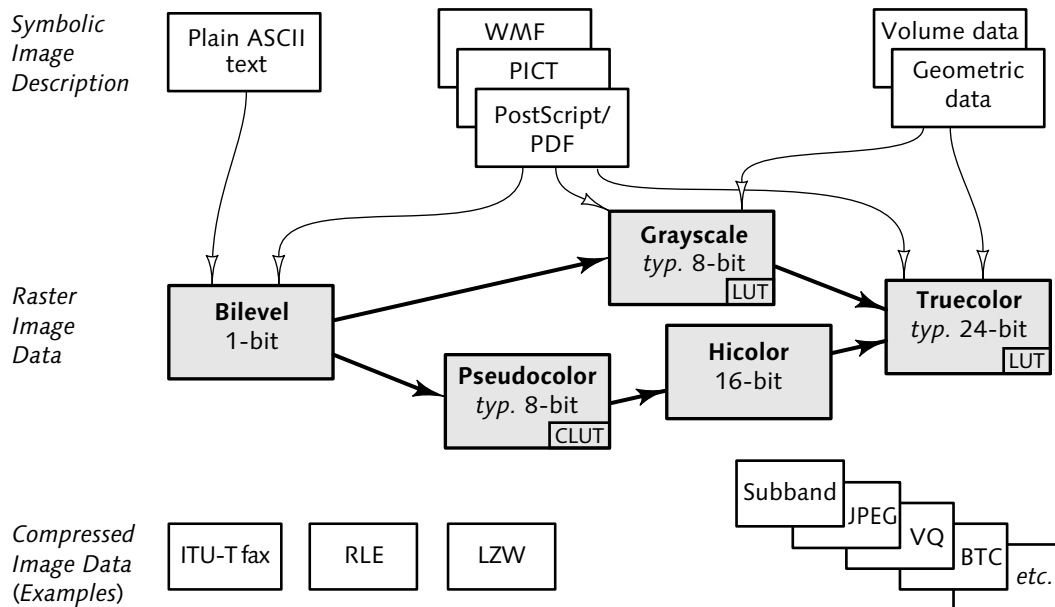 Symbolic
Image
Description
Plain ASCII
text
WMF
PICT
PostScript/
PDF
Volume data
Geometric
data
Raster
Image
Data
Bilevel
1-bit
Grayscale
typ. 8-bit
LUT
Truecolor
typ. 24-bit
LUT
Pseudocolor
typ. 8-bit
CLUT
Hicolor
16-bit
Compressed
Image Data
(Examples)
ITU-T fax
RLE
LZW
Subband
JPEG
VQ
BTC
etc.